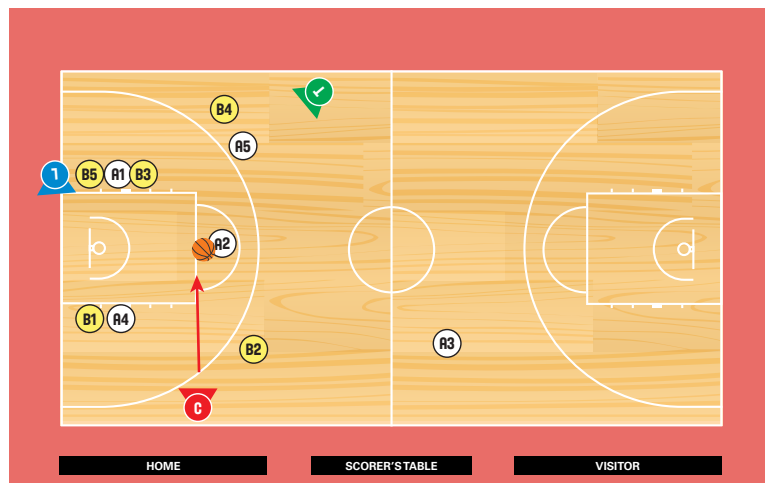 B4
T
A5
L
B5
A1
B3
A2
B1
A4
B2
A3
C
HOME
SCORER'S TABLE
VISITOR